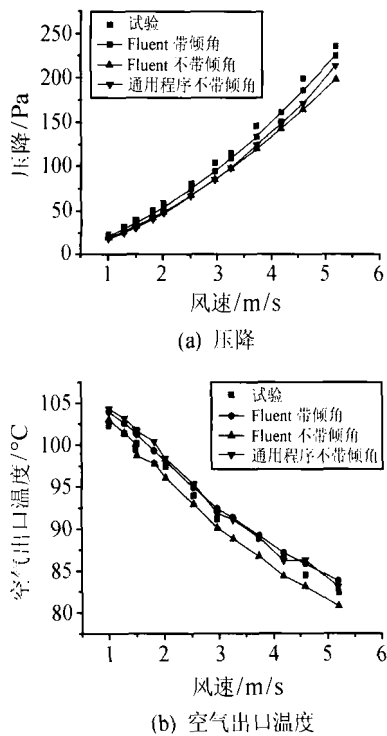 试验
Fluent 带倾角
Fluent 不带倾角
通用程序不带倾角
压降/Pa
250
200
150
100
50
0
0 1 2 3 4 5 6
风速/m/s
(a) 压降
试验
Fluent 带倾角
Fluent 不带倾角
通用程序不带倾角
空气出口温度/°C
105
100
95
90
85
80
0 1 2 3 4 5 6
风速/m/s
(b) 空气出口温度